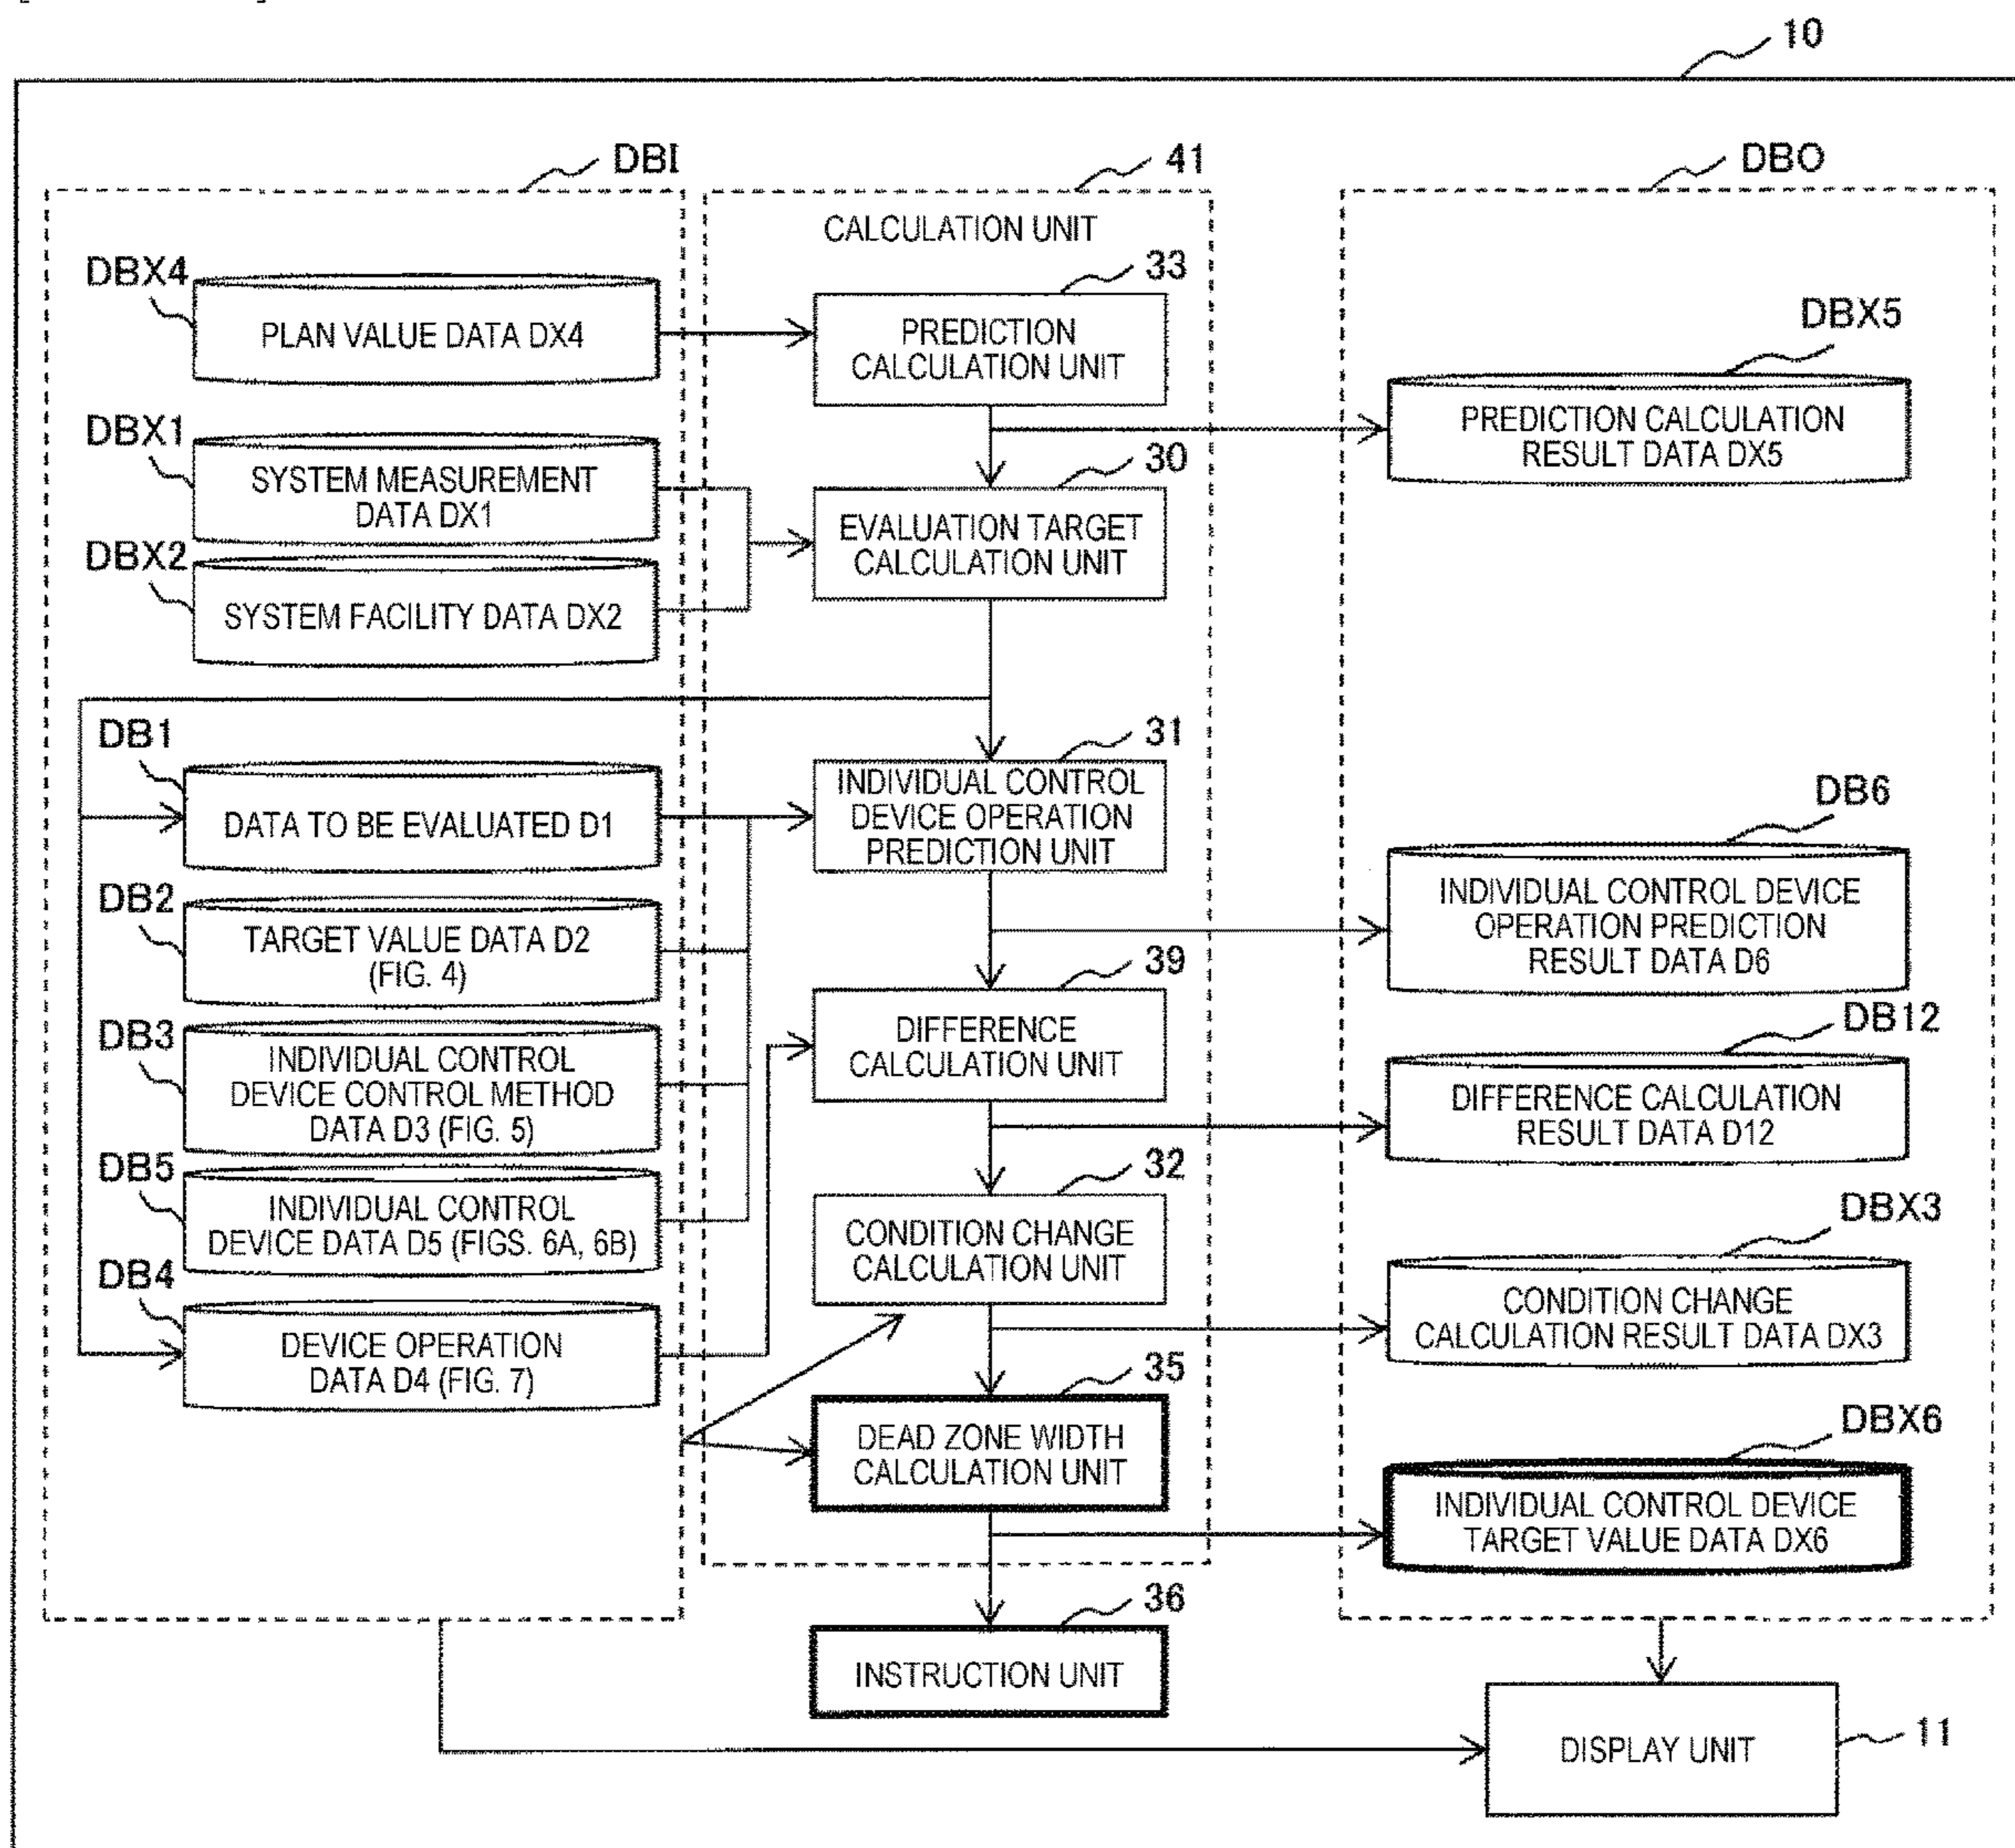 10
DBI
41
DBO
CALCULATION UNIT
DBX4
PLAN VALUE DATA DX4
33
PREDICTION
CALCULATION UNIT
DBX5
PREDICTION CALCULATION
RESULT DATA DX5
DBX1
SYSTEM MEASUREMENT
DATA DX1
DBX2
SYSTEM FACILITY DATA DX2
30
EVALUATION TARGET
CALCULATION UNIT
DB1
DATA TO BE EVALUATED D1
31
INDIVIDUAL CONTROL
DEVICE OPERATION
PREDICTION UNIT
DB6
INDIVIDUAL CONTROL DEVICE
OPERATION PREDICTION
RESULT DATA D6
DB2
TARGET VALUE DATA D2
(FIG. 4)
39
DIFFERENCE
CALCULATION UNIT
DB12
DIFFERENCE CALCULATION
RESULT DATA D12
DB3
INDIVIDUAL CONTROL
DEVICE CONTROL METHOD
DATA D3 (FIG. 5)
DB5
INDIVIDUAL CONTROL
DEVICE DATA D5 (FIGS. 6A, 6B)
32
CONDITION CHANGE
CALCULATION UNIT
DBX3
CONDITION CHANGE
CALCULATION RESULT DATA DX3
DB4
DEVICE OPERATION
DATA D4 (FIG. 7)
35
DEAD ZONE WIDTH
CALCULATION UNIT
DBX6
INDIVIDUAL CONTROL DEVICE
TARGET VALUE DATA DX6
36
INSTRUCTION UNIT
DISPLAY UNIT
11